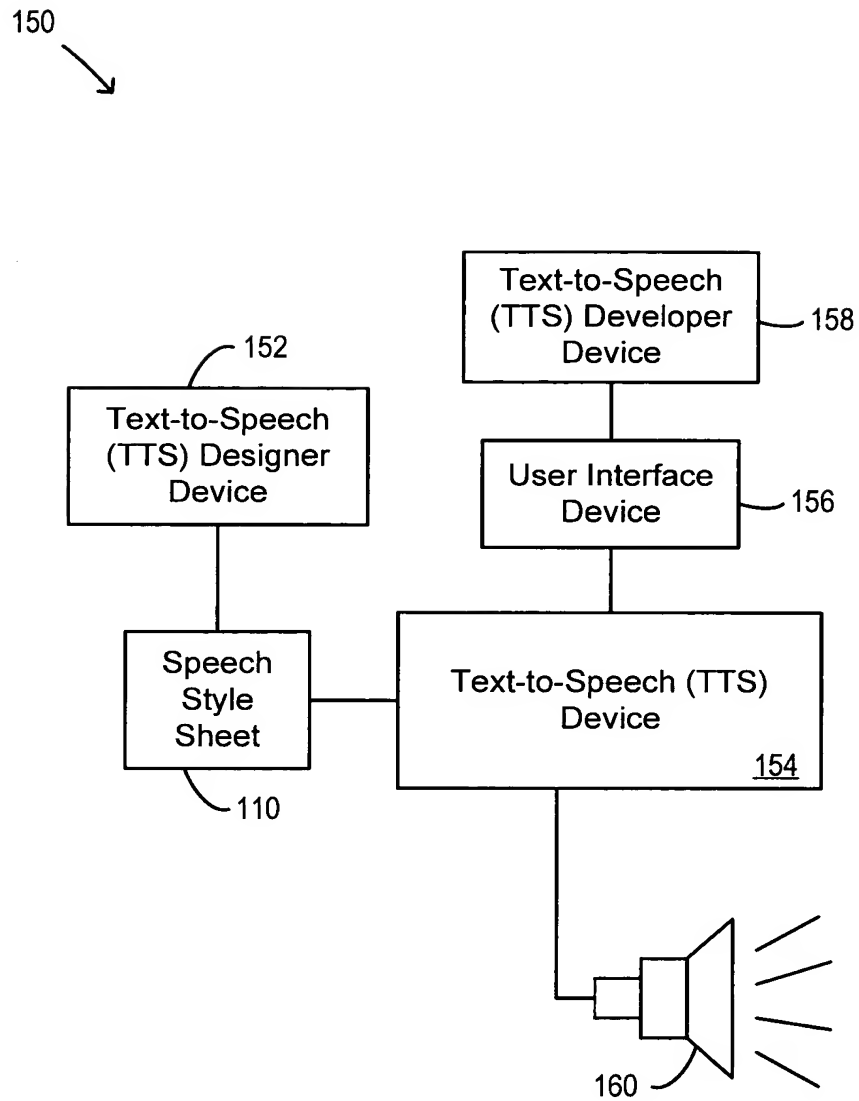 150
Text-to-Speech
(TTS) Developer
Device
158
152
Text-to-Speech
(TTS) Designer
Device
User Interface
Device
156
Speech
Style
Sheet
110
Text-to-Speech (TTS)
Device
154
160